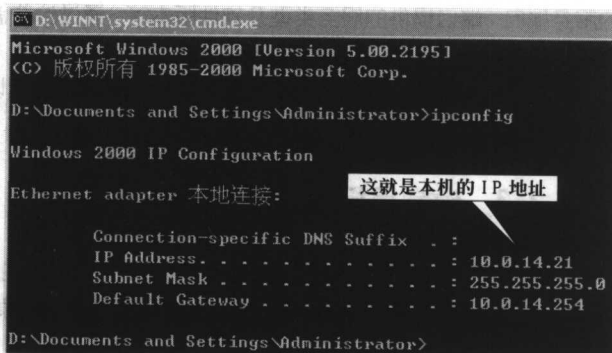 D:\WINNT\system32\cmd.exe
Microsoft Windows 2000 [Version 5.00.2195]
(C) 版权所有 1985-2000 Microsoft Corp.
D:\Documents and Settings\Administrator>ipconfig
Windows 2000 IP Configuration
Ethernet adapter 本地连接:
这就是本机的 IP 地址
Connection-specific DNS Suffix  . :
IP Address. . . . . . . . . . . . : 10.0.14.21
Subnet Mask . . . . . . . . . . . : 255.255.255.0
Default Gateway . . . . . . . . . : 10.0.14.254
D:\Documents and Settings\Administrator>